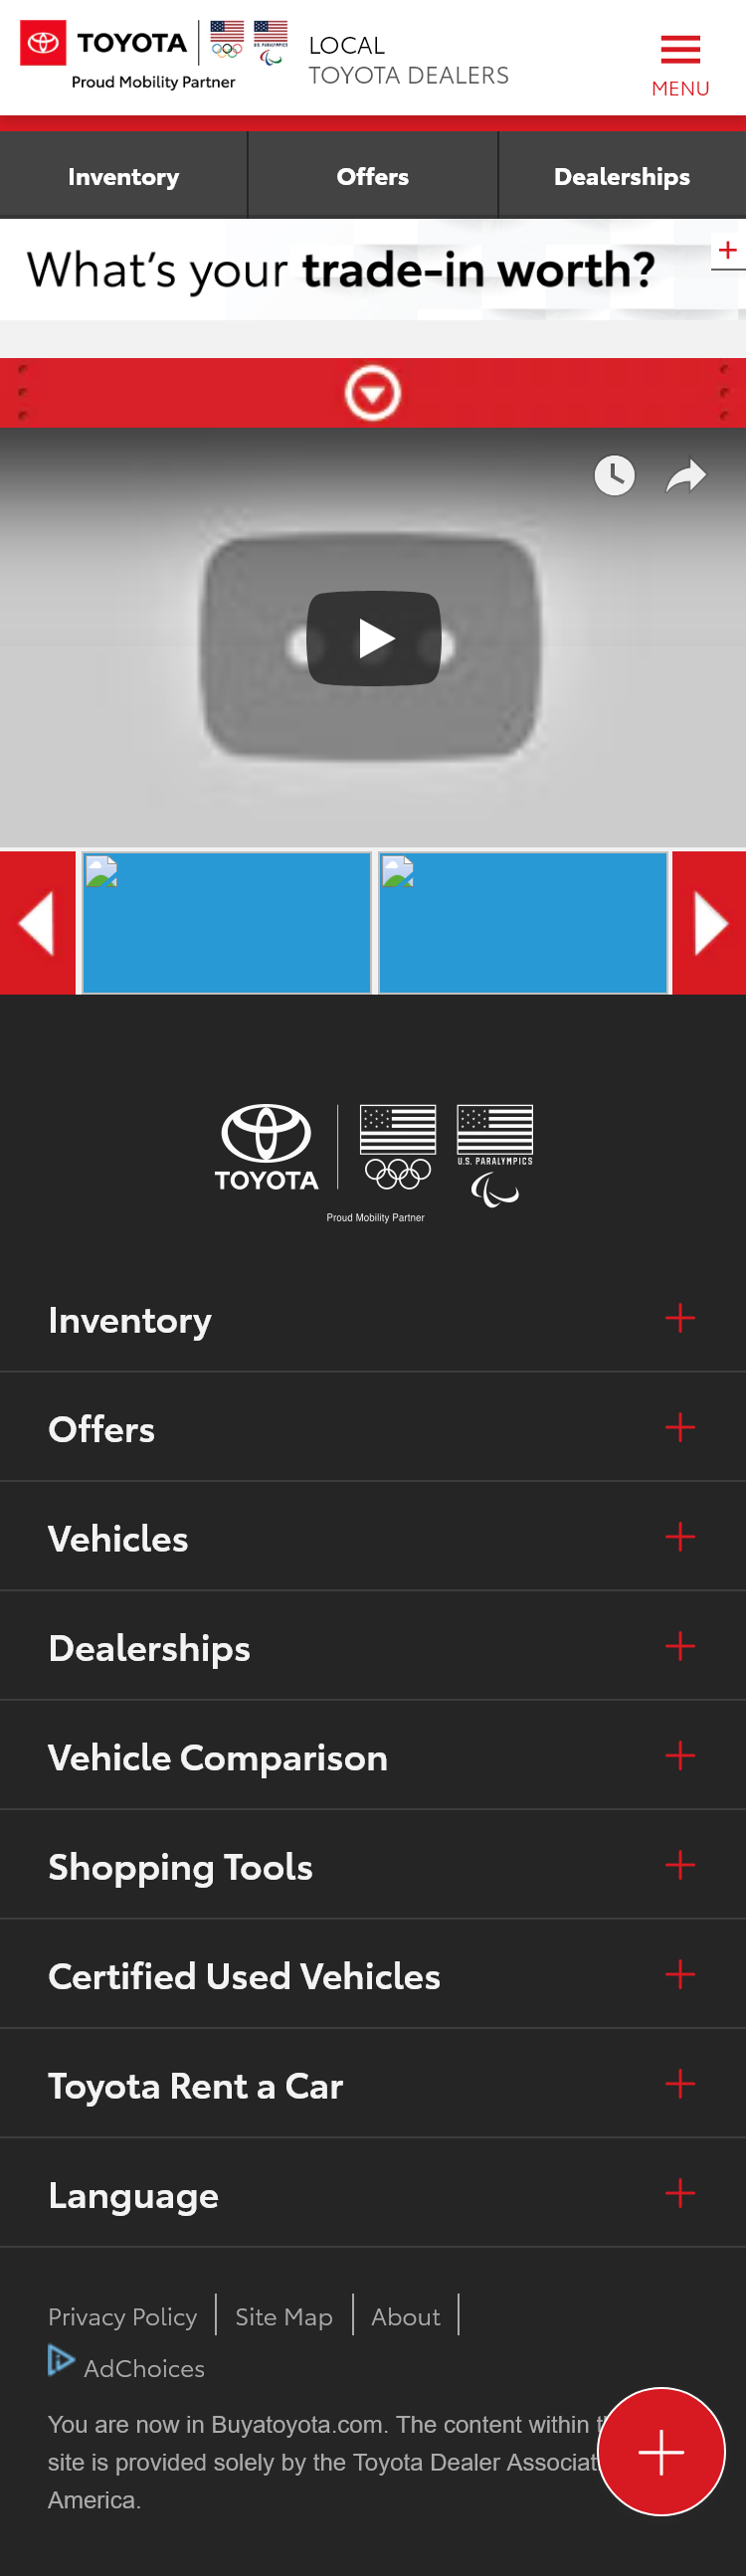 TOYOTA
U.S. PARALYMPICS
Proud Mobility Partner
LOCAL
TOYOTA DEALERS
MENU
Inventory
Offers
Dealerships
What's your trade-in worth?
TOYOTA
U.S. PARALYMPICS
Proud Mobility Partner
Inventory
Offers
Vehicles
Dealerships
Vehicle Comparison
Shopping Tools
Certified Used Vehicles
Toyota Rent a Car
Language
Privacy Policy
Site Map
About
AdChoices
You are now in Buyatoyota.com. The content within
site is provided solely by the Toyota Dealer
America.